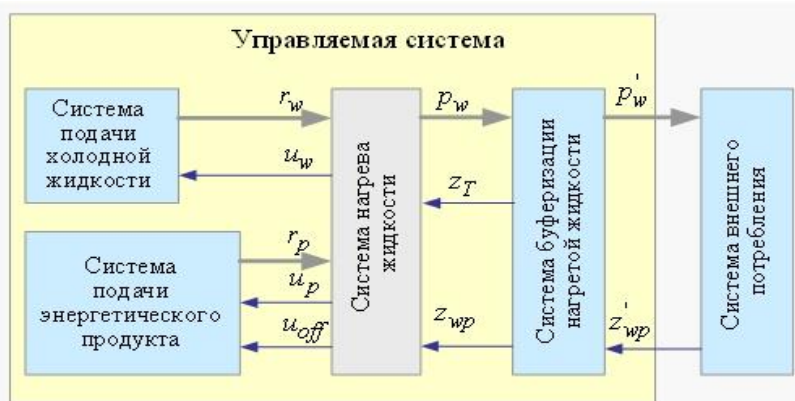 Управляемая система
Система
подачи
холодной
жидкости
r_w
u_w
Система
подачи
энергетического
продукта
r_p
u_p
u_off
Система нагрева
жидкости
p_w
z_T
z_wp
Система буферизации
нагретой жидкости
p'_w
z'_wp
Система внешнего
потребления